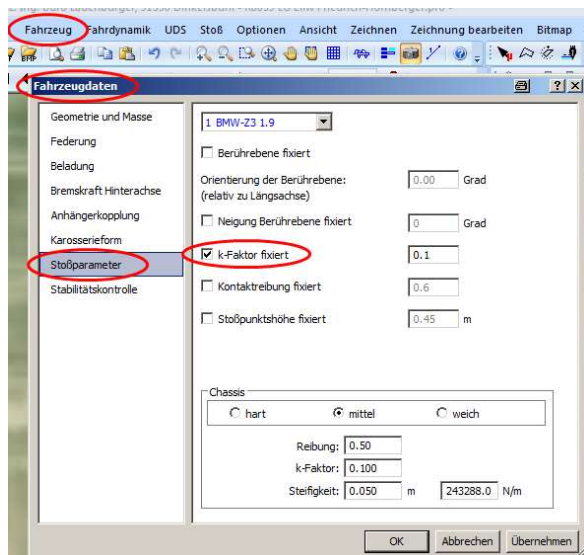 Fahrzeug Fahrdynamik UDS Stoß Optionen Ansicht Zeichnen Zeichnung bearbeiten Bitmap
Fahrzeugdaten
Geometrie und Masse
Federung
Beladung
Bremskraft Hinterachse
Anhängerkopplung
Karosserieform
Stoßparameter
Stabilitätskontrolle
1 BMW-Z3 1.9
Berührebene fixiert
Orientierung der Berührebene: 0.00 Grad
(relativ zu Längsachse)
Neigung Berührebene fixiert 0 Grad
k-Faktor fixiert 0.1
Kontaktreibung fixiert 0.6
Stoßpunktshöhe fixiert 0.45 m
Chassis
hart mittel weich
Reibung: 0.50
k-Faktor: 0.100
Steifigkeit: 0.050 m 243288.0 N/m
OK Abbrechen Übernehmen